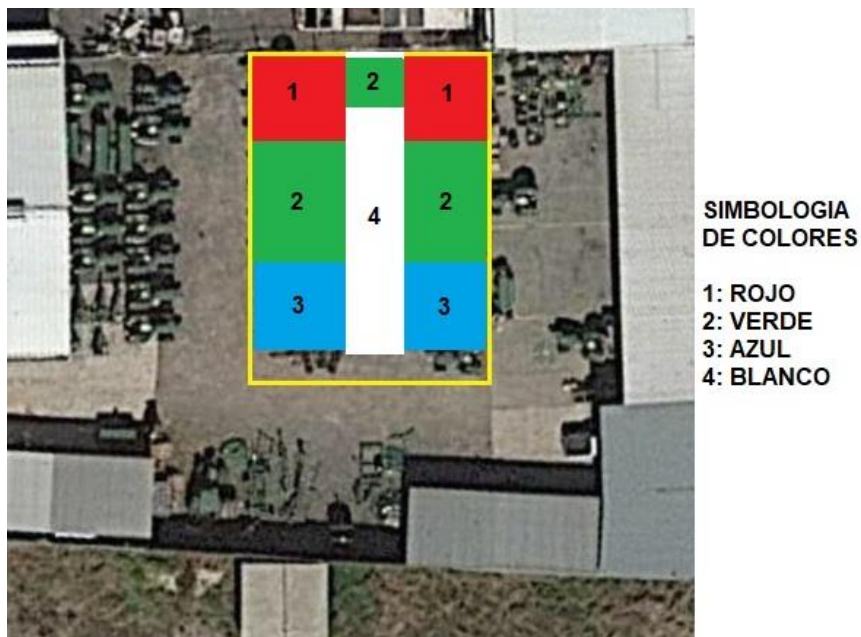 1
2
1
2
4
2
3
3
SIMBOLOGIA
DE COLORES
1: ROJO
2: VERDE
3: AZUL
4: BLANCO